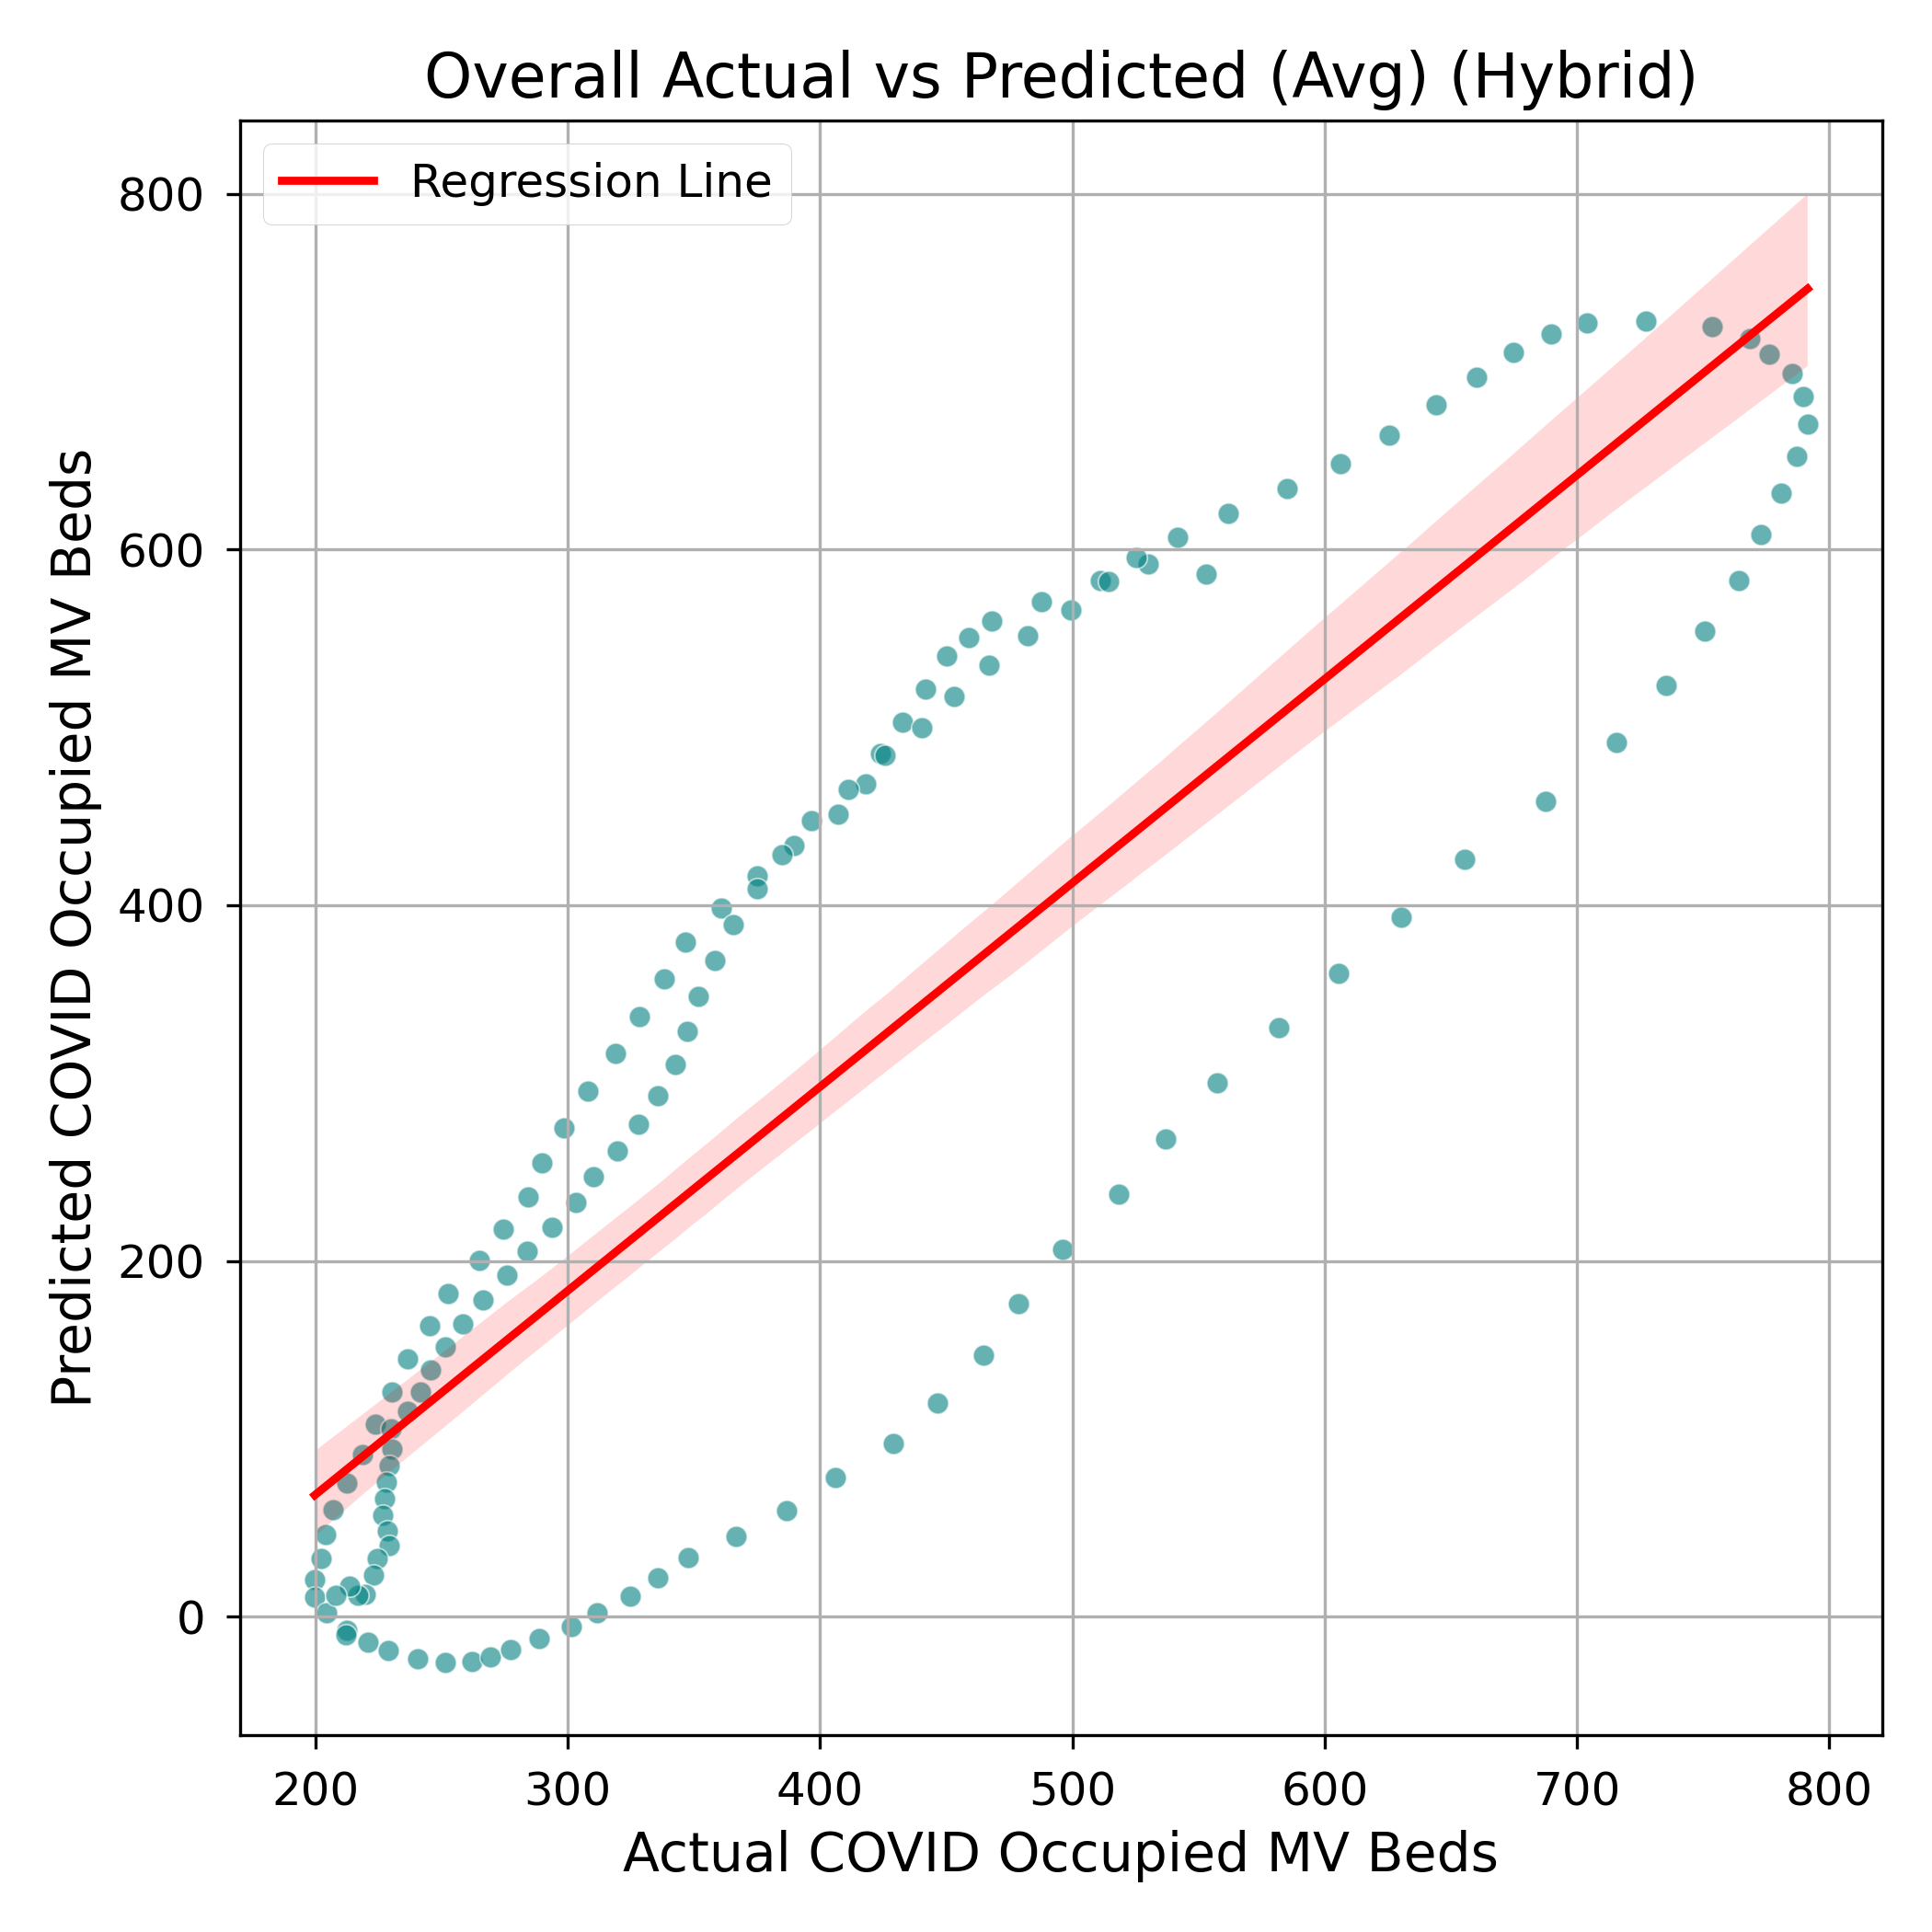 Overall Actual vs Predicted (Avg) (Hybrid)
Regression Line
Predicted COVID Occupied MV Beds
800
600
400
200
0
200 300 400 500 600 700 800
Actual COVID Occupied MV Beds